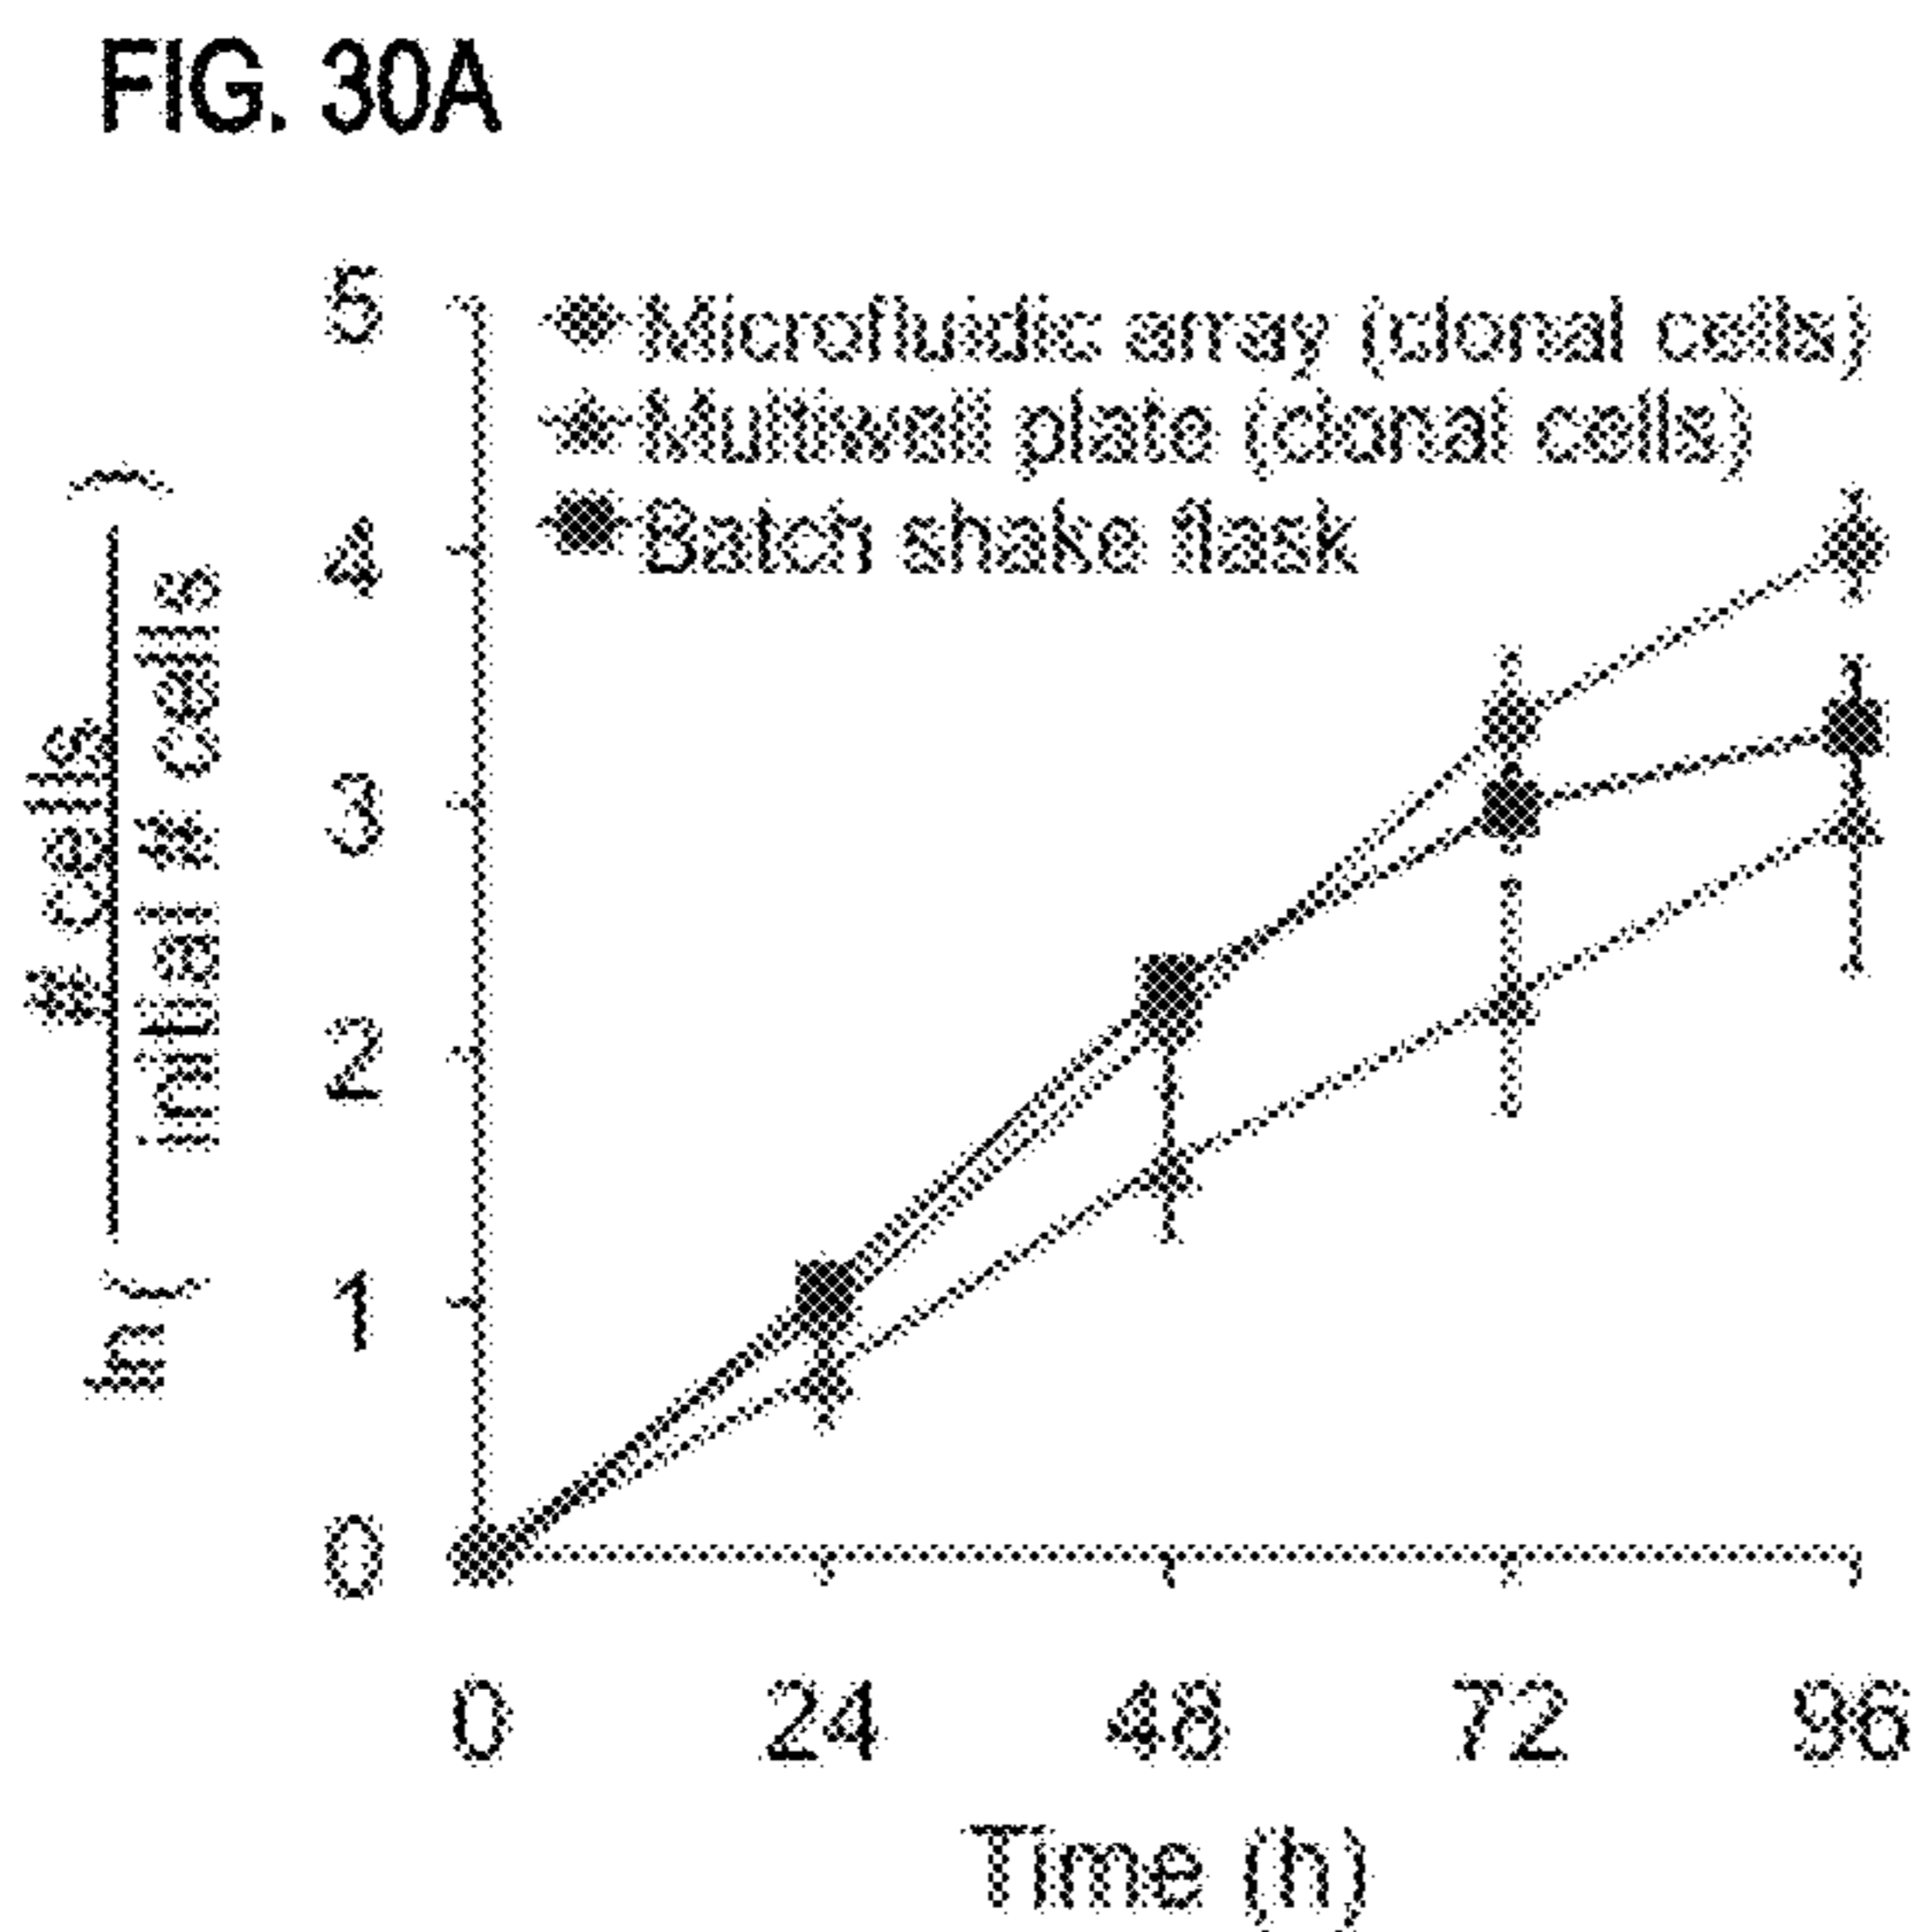 FIG. 30A
5
4
3
2
1
0
ln( # cells
initial # cells )
Microfluidic array (clonal cells)
Multiwell plate (clonal cells)
Batch shake flask
0 24 48 72 96
Time (h)